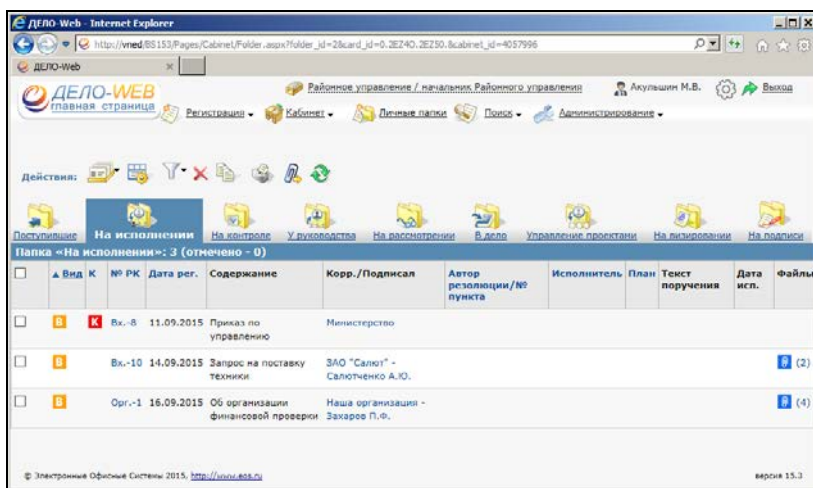 ДЕЛО-Web - Internet Explorer
http://vned/BS153/Pages/Cabinet/Folder.aspx?folder_id=2&card_id=0.2EZ4O.2EZ50.&cabinet_id=4057996
ДЕЛО-Web
ДЕЛО-WEB
главная страница
Районное управление / начальник Районного управления
Акульшин М.В.
Выход
Регистрация
Кабинет
Личные папки
Поиск
Администрирование
Действия:
Поступившие
На исполнении
На контроле
У руководства
На рассмотрении
В дело
Управление проектами
На визировании
На подписи
Папка «На исполнении»: 3 (отмечено - 0)
Вид К № РК Дата рег. Содержание Корр./Подписал Автор резолюции/№ пункта Исполнитель План Текст поручения Дата исп. Файлы
В К Вх.-8 11.09.2015 Приказ по управлению Министерство
В Вх.-10 14.09.2015 Запрос на поставку техники ЗАО "Салют" - Салютченко А.Ю. (2)
В Орг.-1 16.09.2015 Об организации финансовой проверки Наша организация - Захаров П.Ф. (4)
© Электронные Офисные Системы 2015, http://www.eos.ru
версия 15.3